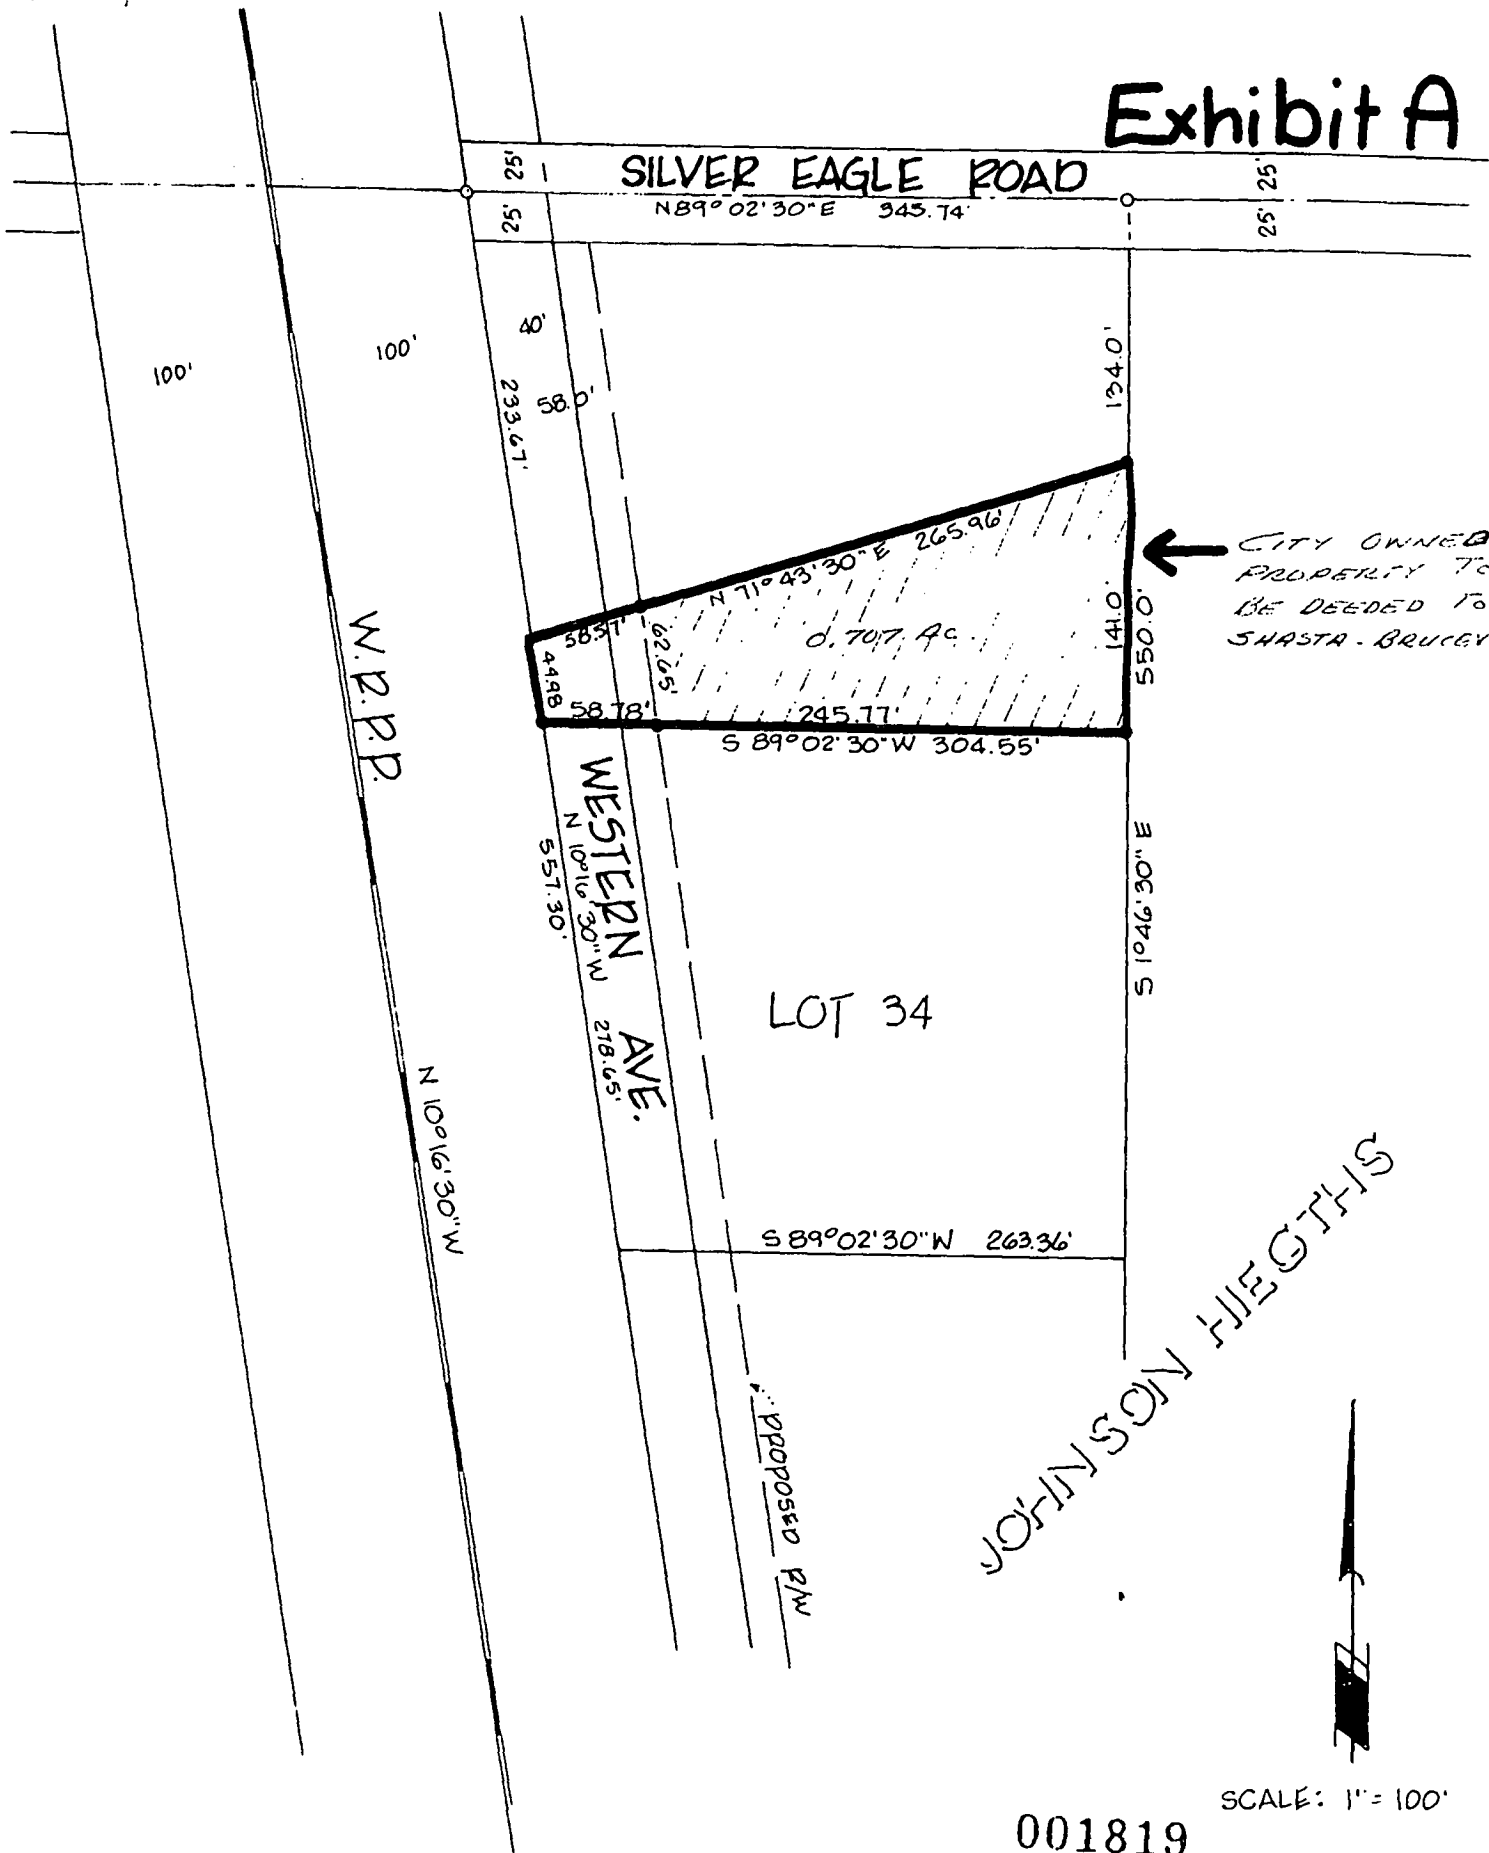 Exhibit A
25'
SILVER EAGLE ROAD
25'
25'
N 89° 02' 30" E 345.74'
25'
40'
100'
100'
58.0'
233.67'
134.0'
N 71° 43' 30" E 265.96'
CITY OWNED
PROPERTY TO
BE DEEDED TO
SHASTA - BRUCEV
141.0'
550.0'
0.707 Ac.
58.57'
62.65'
44.98
58.78'
245.77'
S 89° 02' 30" W 304.55'
W.P.R.R.
WESTERN AVE.
N 10° 16' 30" W
557.30'
278.65'
S 1° 46' 30" E
LOT 34
N 10° 16' 30" W
S 89° 02' 30" W 263.36'
JOHNSON HIEGTHS
PROPOSED R/W
SCALE: 1" = 100'
001819